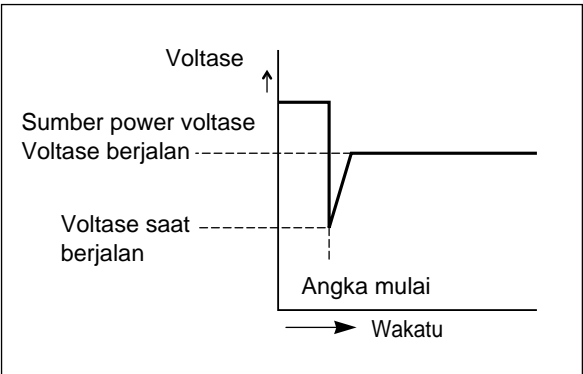 Voltase
Sumber power voltase
Voltase berjalan
Voltase saat
berjalan
Angka mulai
Wakatu